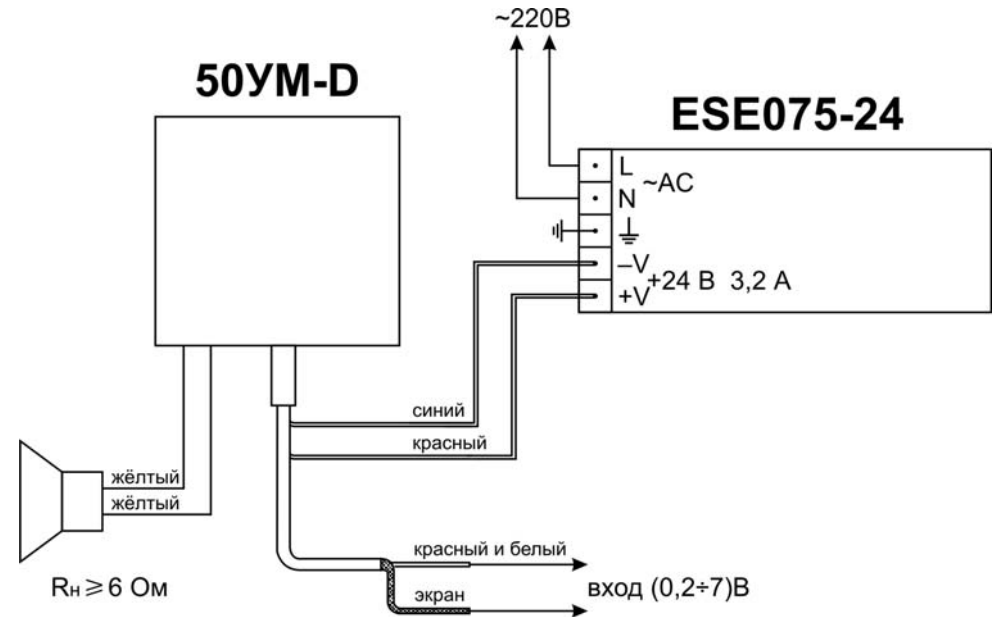 ~220В
50УМ-D
ESE075-24
L
~AC
N
–V
+24 В 3,2 А
+V
синий
красный
жёлтый
жёлтый
красный и белый
Rн ⩾ 6 Ом
экран
вход (0,2÷7)В